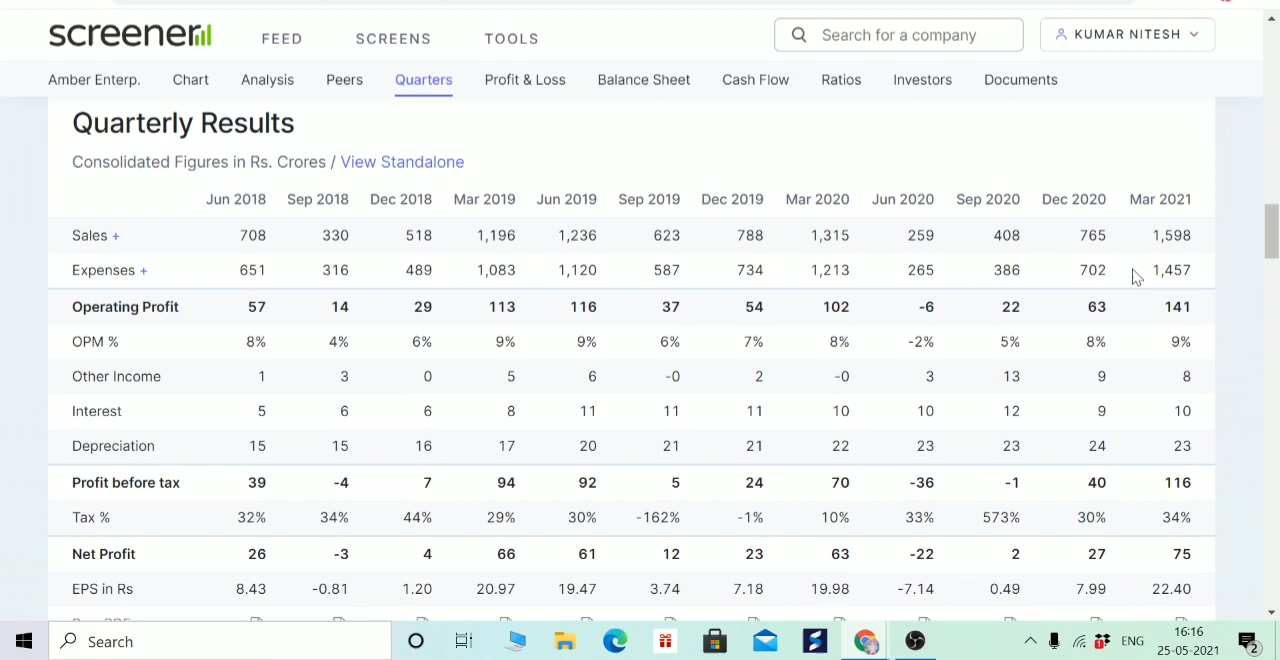 screener FEED SCREENS TOOLS Search for a company KUMAR NITESH
Amber Enterp. Chart Analysis Peers Quarters Profit & Loss Balance Sheet Cash Flow Ratios Investors Documents
Quarterly Results
Consolidated Figures in Rs. Crores / View Standalone
Jun 2018 Sep 2018 Dec 2018 Mar 2019 Jun 2019 Sep 2019 Dec 2019 Mar 2020 Jun 2020 Sep 2020 Dec 2020 Mar 2021
Sales + 708 330 518 1,196 1,236 623 788 1,315 259 408 765 1,598
Expenses + 651 316 489 1,083 1,120 587 734 1,213 265 386 702 1,457
Operating Profit 57 14 29 113 116 37 54 102 -6 22 63 141
OPM % 8% 4% 6% 9% 9% 6% 7% 8% -2% 5% 8% 9%
Other Income 1 3 0 5 6 -0 2 -0 3 13 9 8
Interest 5 6 6 8 11 11 11 10 10 12 9 10
Depreciation 15 15 16 17 20 21 21 22 23 23 24 23
Profit before tax 39 -4 7 94 92 5 24 70 -36 -1 40 116
Tax % 32% 34% 44% 29% 30% -162% -1% 10% 33% 573% 30% 34%
Net Profit 26 -3 4 66 61 12 23 63 -22 2 27 75
EPS in Rs 8.43 -0.81 1.20 20.97 19.47 3.74 7.18 19.98 -7.14 0.49 7.99 22.40
Search ENG 16:16
25-05-2021 2